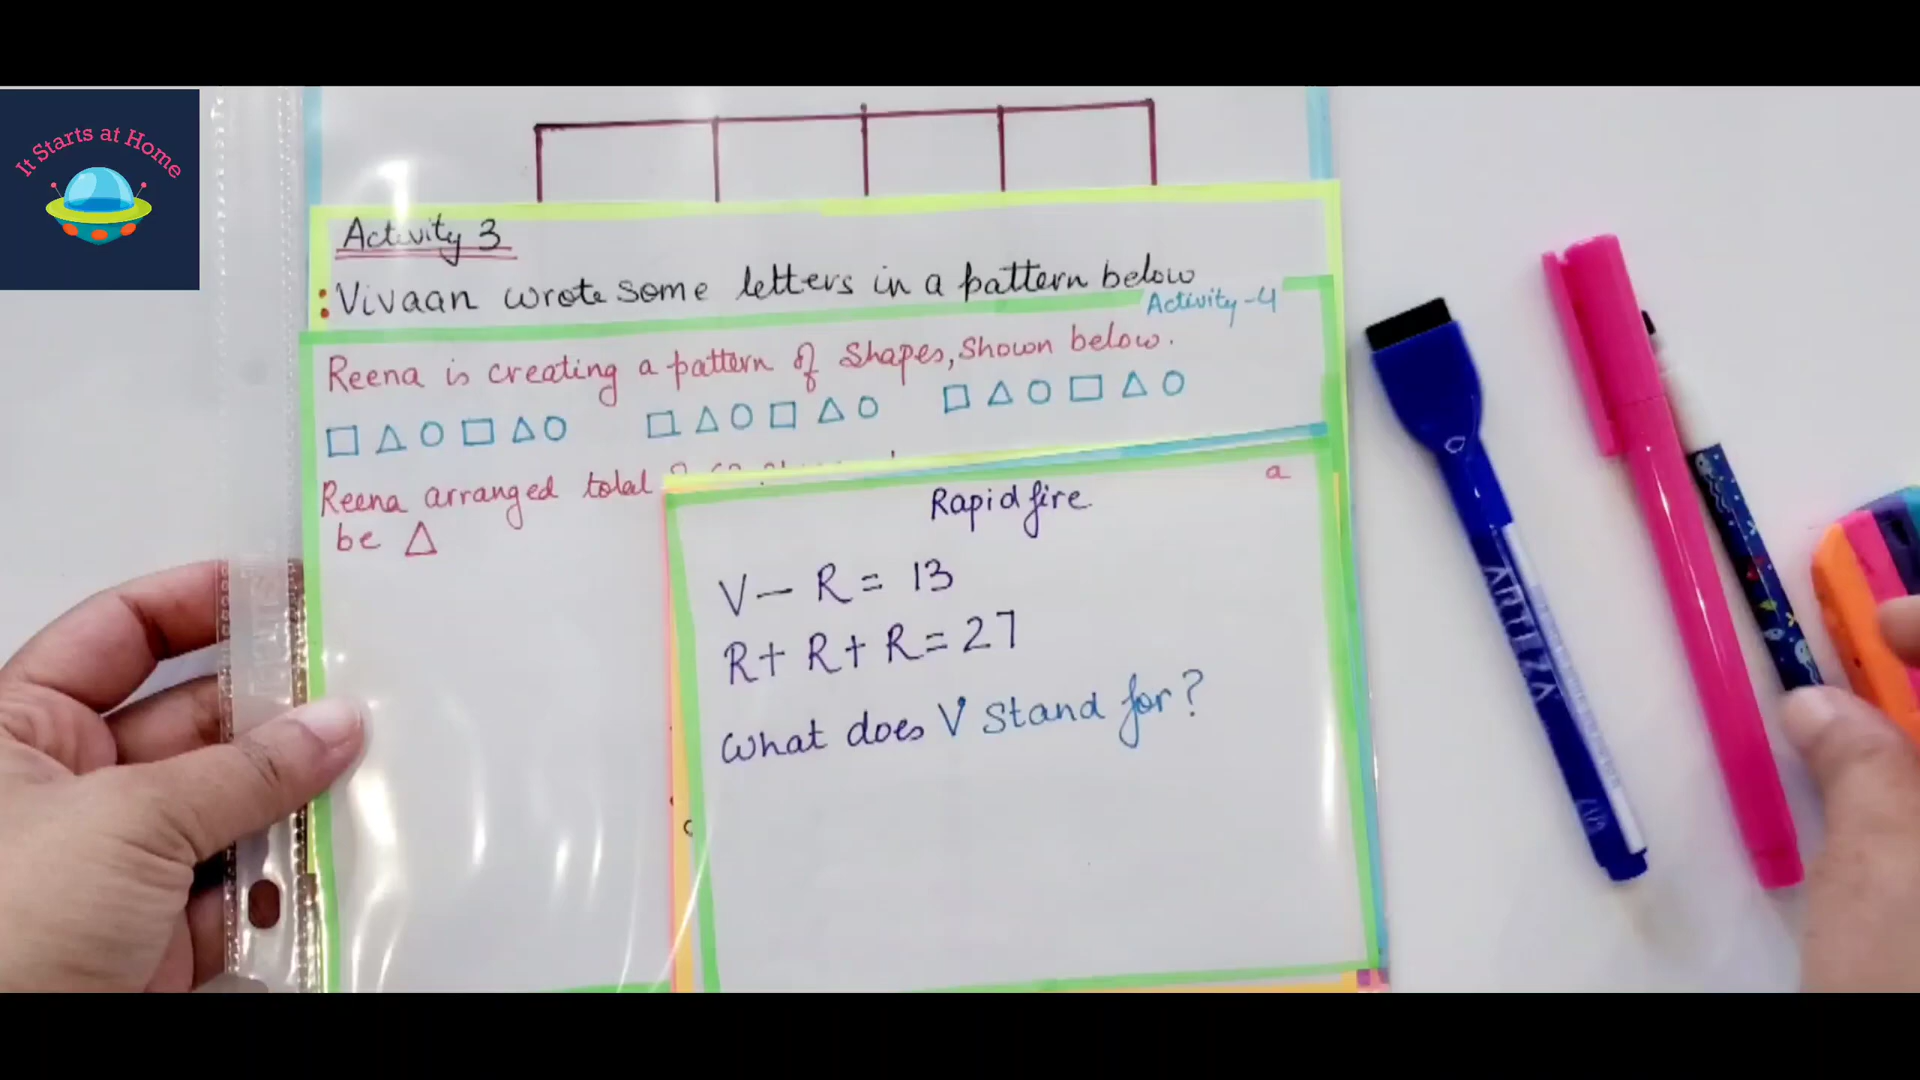 It Starts at Home
Activity 3
: Vivaan wrote some letters in a pattern below
Activity-4
Reena is creating a pattern of shapes, shown below.
□ △ ○ □ △ ○ □ △ ○ □ △ ○ □ △ ○ □ △ ○
Reena arranged total
be △
a
Rapid fire
V - R = 13
R + R + R = 27
What does V stand for?
ARTEZA